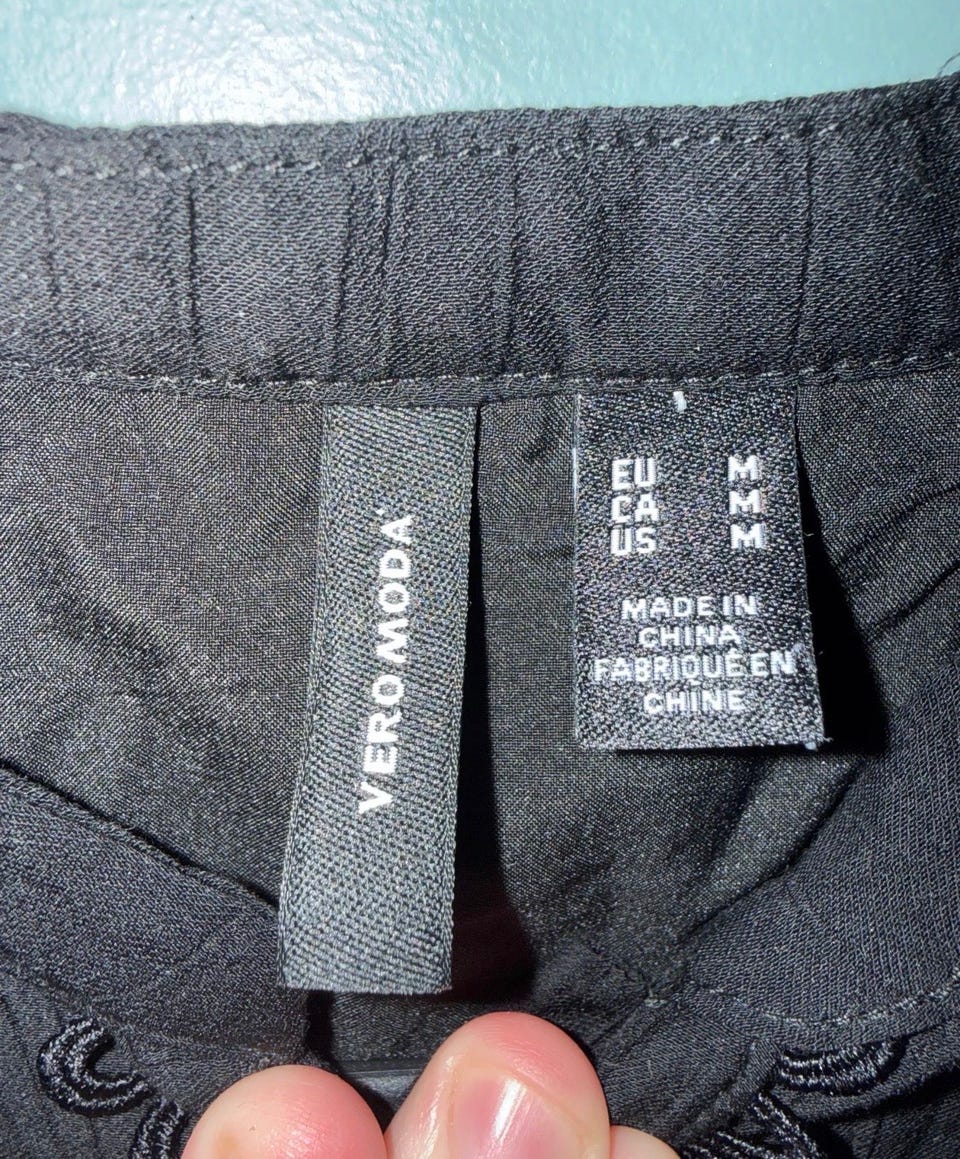 VERO MODA
EU M
CA M
US M
MADE IN
CHINA
FABRIQUÉ EN
CHINE